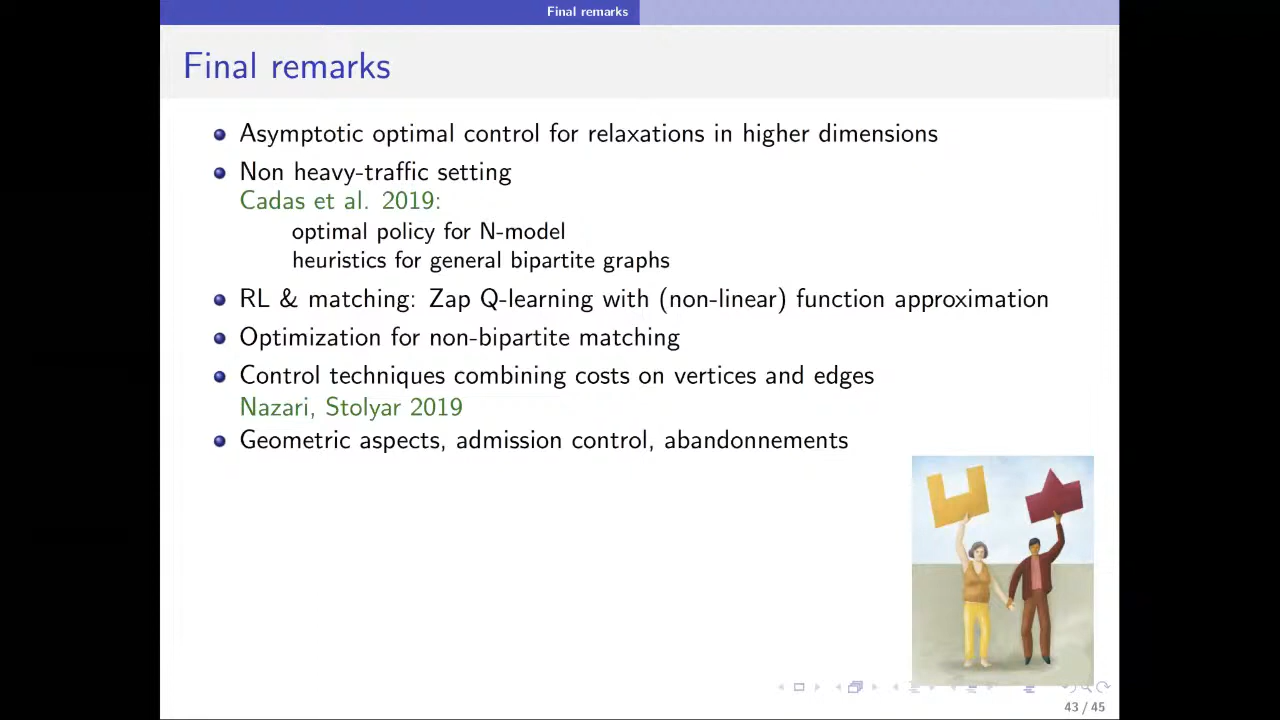 Final remarks
Final remarks
Asymptotic optimal control for relaxations in higher dimensions
Non heavy-traffic setting
Cadas et al. 2019:
optimal policy for N-model
heuristics for general bipartite graphs
RL & matching: Zap Q-learning with (non-linear) function approximation
Optimization for non-bipartite matching
Control techniques combining costs on vertices and edges
Nazari, Stolyar 2019
Geometric aspects, admission control, abandonnements
43 / 45